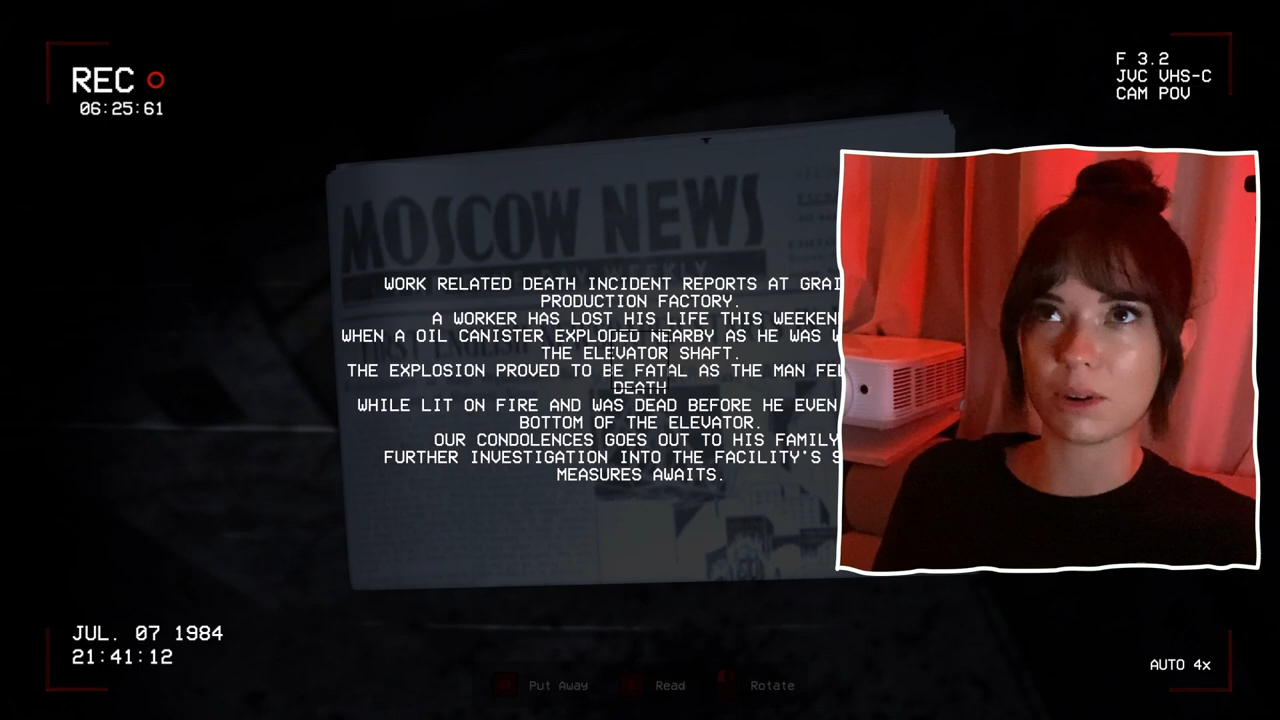 REC
06:25:61
F 3.2
JVC VHS-C
CAM POV
MOSCOW NEWS
WEEKLY
WORK RELATED DEATH INCIDENT REPORTS AT GRAI
PRODUCTION FACTORY.
A WORKER HAS LOST HIS LIFE THIS WEEKEN
WHEN A OIL CANISTER EXPLODED NEARBY AS HE WAS W
THE ELEVATOR SHAFT.
THE EXPLOSION PROVED TO BE FATAL AS THE MAN FEL
DEATH
WHILE LIT ON FIRE AND WAS DEAD BEFORE HE EVEN
BOTTOM OF THE ELEVATOR.
OUR CONDOLENCES GOES OUT TO HIS FAMILY
FURTHER INVESTIGATION INTO THE FACILITY'S S
MEASURES AWAITS.
JUL. 07 1984
21:41:12
Put Away
Read
Rotate
AUTO 4x